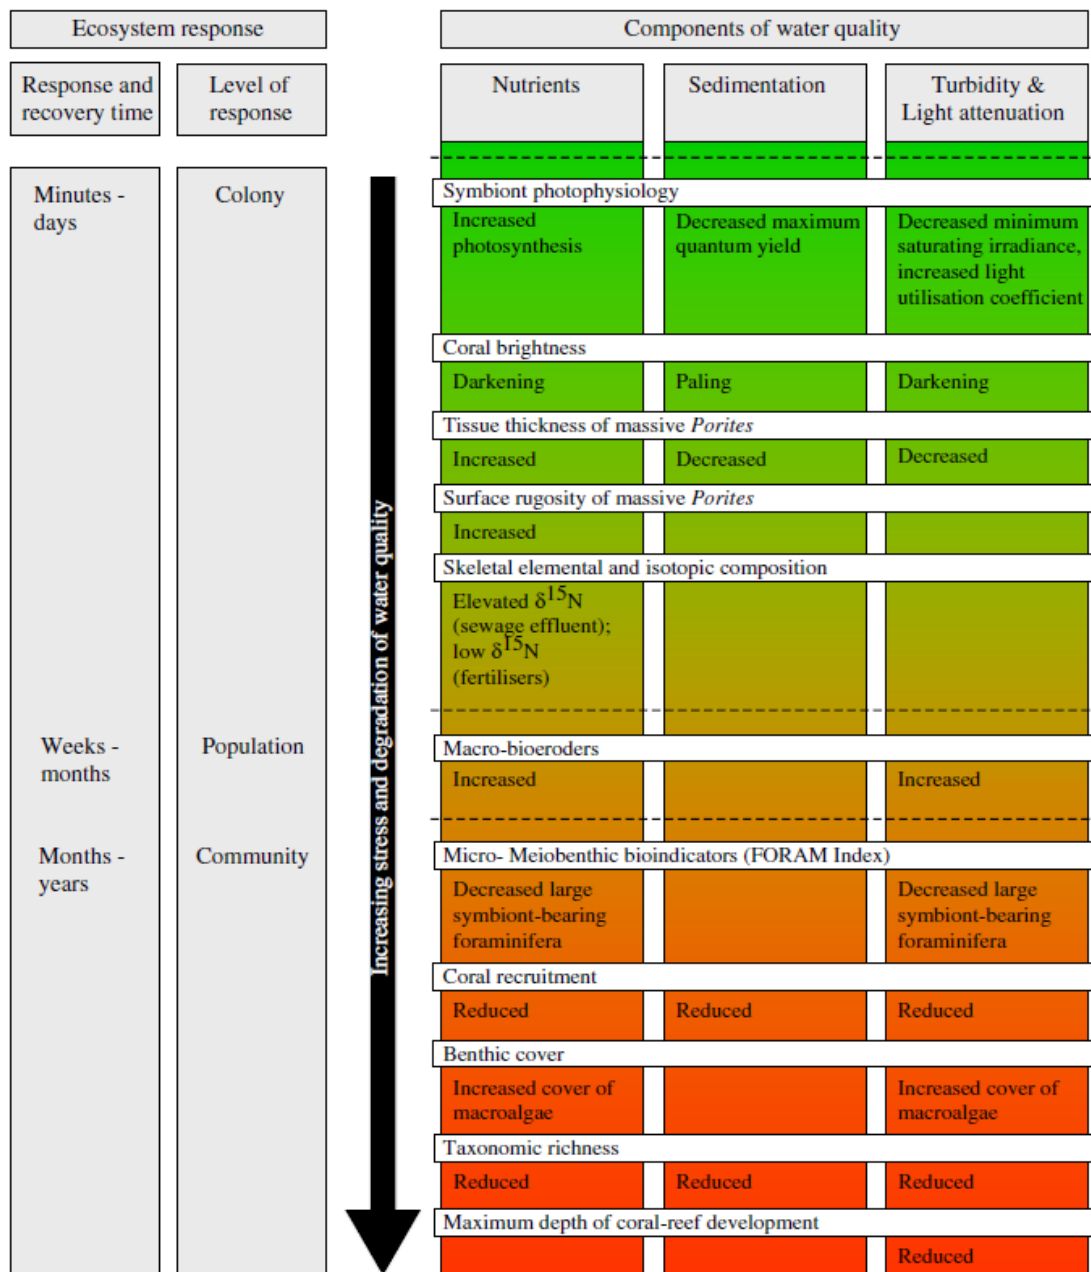 Ecosystem response
Components of water quality
Response and
recovery time
Level of
response
Nutrients
Sedimentation
Turbidity &
Light attenuation
Minutes -
days
Colony
Weeks -
months
Population
Months -
years
Community
Increasing stress and degradation of water quality
Symbiont photophysiology
Increased
photosynthesis
Decreased maximum
quantum yield
Decreased minimum
saturating irradiance,
increased light
utilisation coefficient
Coral brightness
Darkening
Paling
Darkening
Tissue thickness of massive Porites
Increased
Decreased
Decreased
Surface rugosity of massive Porites
Increased
Skeletal elemental and isotopic composition
Elevated δ15N
(sewage effluent);
low δ15N
(fertilisers)
Macro-bioeroders
Increased
Increased
Micro- Meiobenthic bioindicators (FORAM Index)
Decreased large
symbiont-bearing
foraminifera
Decreased large
symbiont-bearing
foraminifera
Coral recruitment
Reduced
Reduced
Reduced
Benthic cover
Increased cover of
macroalgae
Increased cover of
macroalgae
Taxonomic richness
Reduced
Reduced
Reduced
Maximum depth of coral-reef development
Reduced